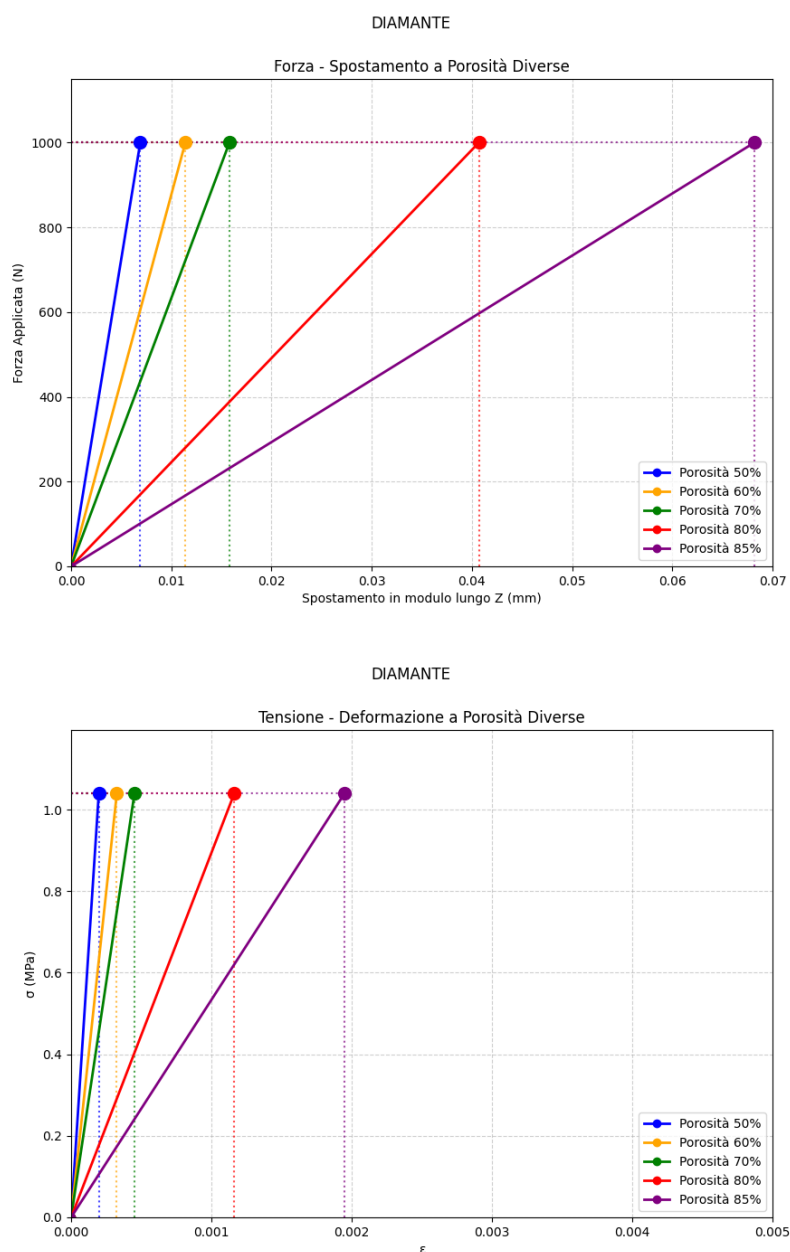 DIAMANTE
Forza - Spostamento a Porosità Diverse
Forza Applicata (N)
1000
800
600
400
200
0
0.00 0.01 0.02 0.03 0.04 0.05 0.06 0.07
Spostamento in modulo lungo Z (mm)
Porosità 50%
Porosità 60%
Porosità 70%
Porosità 80%
Porosità 85%
DIAMANTE
Tensione - Deformazione a Porosità Diverse
σ (MPa)
1.0
0.8
0.6
0.4
0.2
0.0
0.000 0.001 0.002 0.003 0.004 0.005
ε
Porosità 50%
Porosità 60%
Porosità 70%
Porosità 80%
Porosità 85%